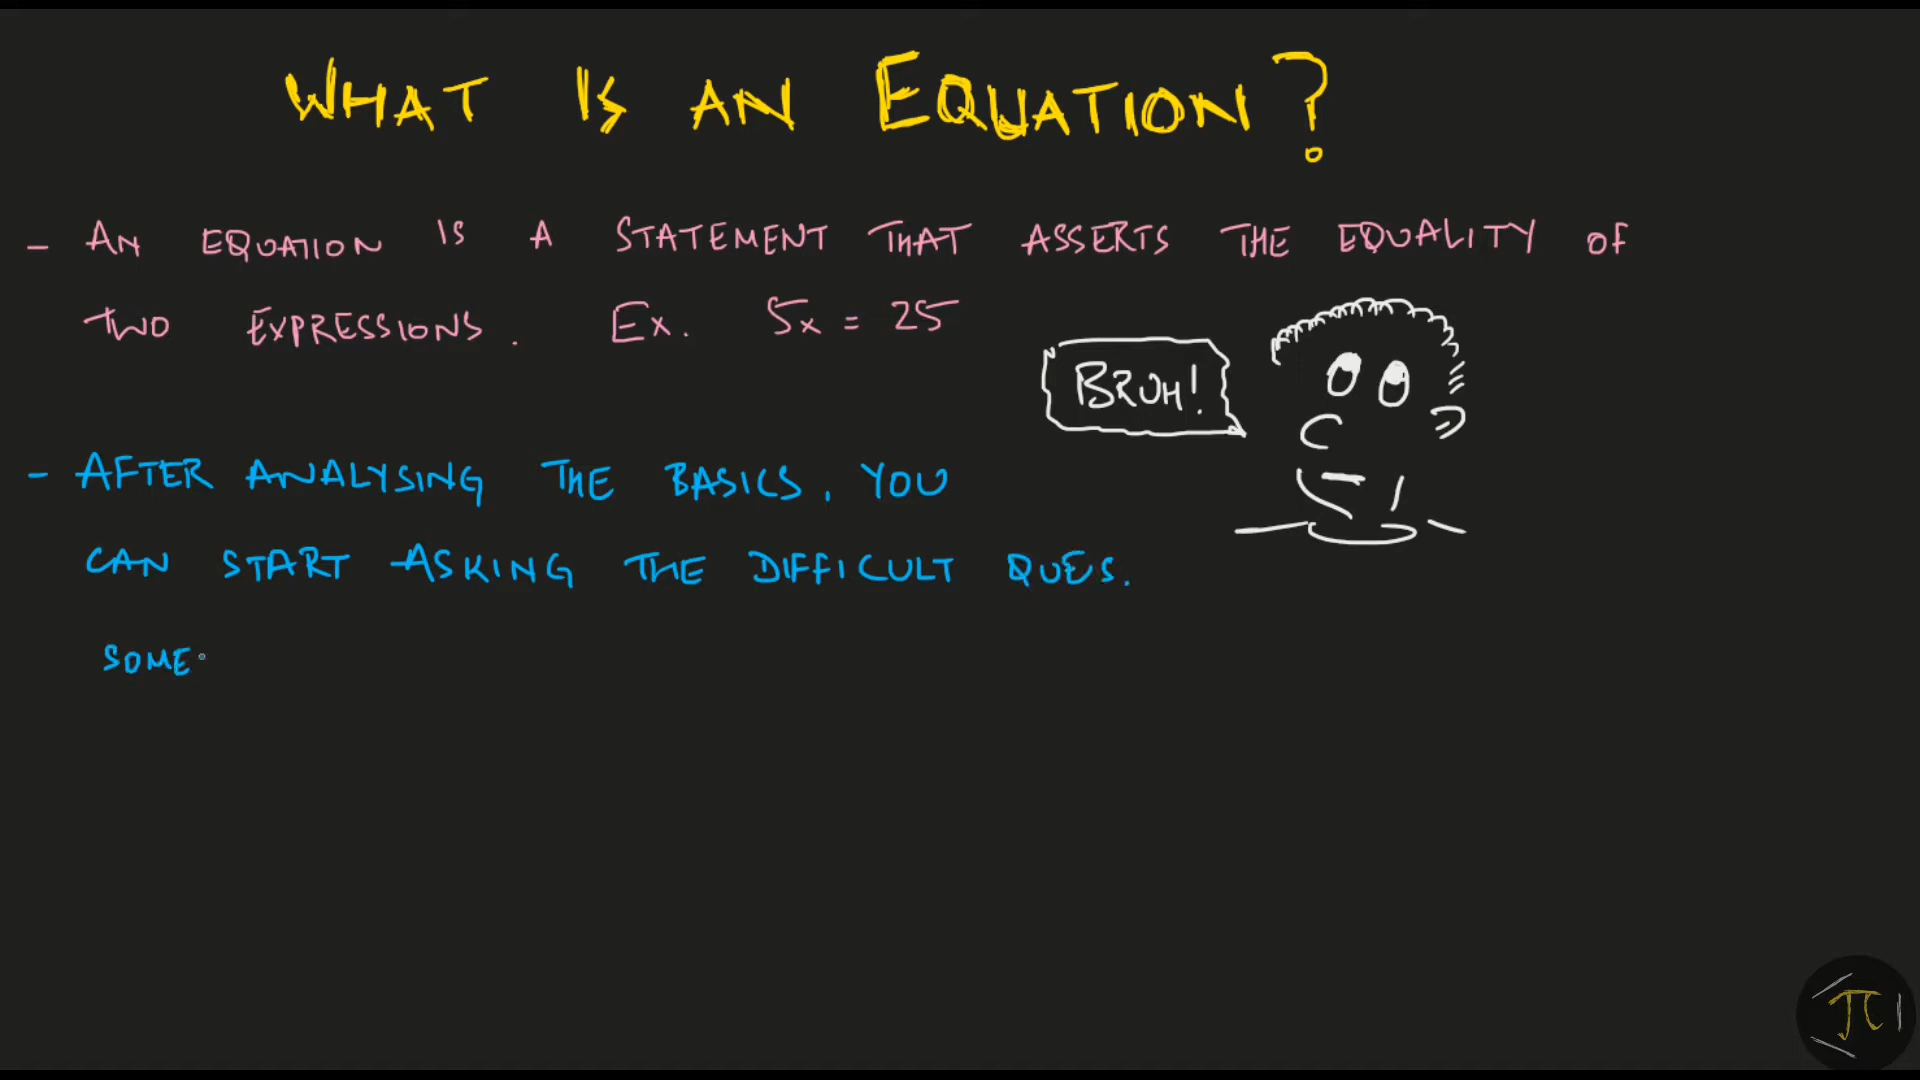 WHAT IS AN EQUATION?
- AN EQUATION IS A STATEMENT THAT ASSERTS THE EQUALITY OF
TWO EXPRESSIONS. Ex. 5x = 25
BRUH!
- AFTER ANALYSING THE BASICS, YOU
CAN START ASKING THE DIFFICULT QUES.
SOME
π